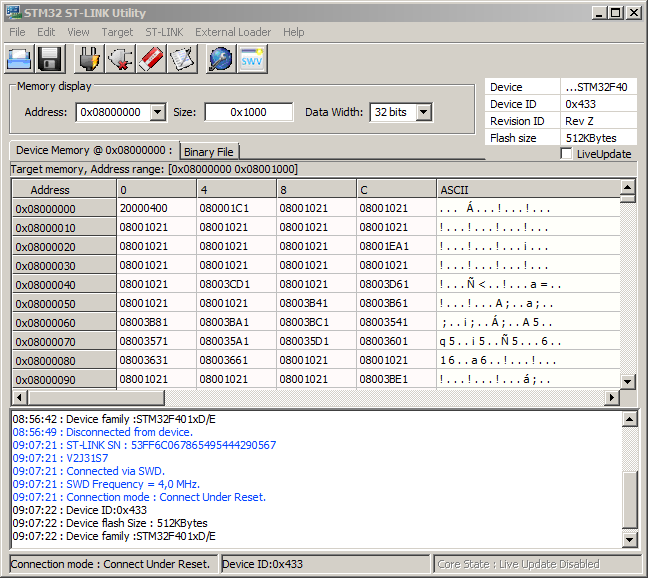 STM32 ST-LINK Utility
File Edit View Target ST-LINK External Loader Help
SWV
Memory display
Address: 0x08000000 Size: 0x1000 Data Width: 32 bits
Device ...STM32F40
Device ID 0x433
Revision ID Rev Z
Flash size 512KBytes
LiveUpdate
Device Memory @ 0x08000000 : Binary File
Target memory, Address range: [0x08000000 0x08001000]
Address 0 4 8 C ASCII
0x08000000 20000400 080001C1 08001021 08001021 ... Á...!...!...
0x08000010 08001021 08001021 08001021 08001021 !...!...!...!...
0x08000020 08001021 08001021 08001021 08001EA1 !...!...!...i...
0x08000030 08001021 08001021 08001021 08001021 !...!...!...!...
0x08000040 08001021 08003CD1 08001021 08003D61 !...Ñ<..!...a=..
0x08000050 08001021 08001021 08003B41 08003B61 !...!...A;..a;..
0x08000060 08003B81 08003BA1 08003BC1 08003541 ;..i;..Á;..A5..
0x08000070 08003571 080035A1 080035D1 08003601 q5..i5..Ñ5...6..
0x08000080 08003631 08003661 08001021 08001021 16..a6..!...!...
0x08000090 08001021 08001021 08001021 08003BE1 !...!...!...á;..
08:56:42 : Device family :STM32F401xD/E
08:56:49 : Disconnected from device.
09:07:21 : ST-LINK SN : 53FF6C067865495444290567
09:07:21 : V2J31S7
09:07:21 : Connected via SWD.
09:07:21 : SWD Frequency = 4,0 MHz.
09:07:21 : Connection mode : Connect Under Reset.
09:07:22 : Device ID:0x433
09:07:22 : Device flash Size : 512KBytes
09:07:22 : Device family :STM32F401xD/E
Connection mode : Connect Under Reset. Device ID:0x433 Core State : Live Update Disabled